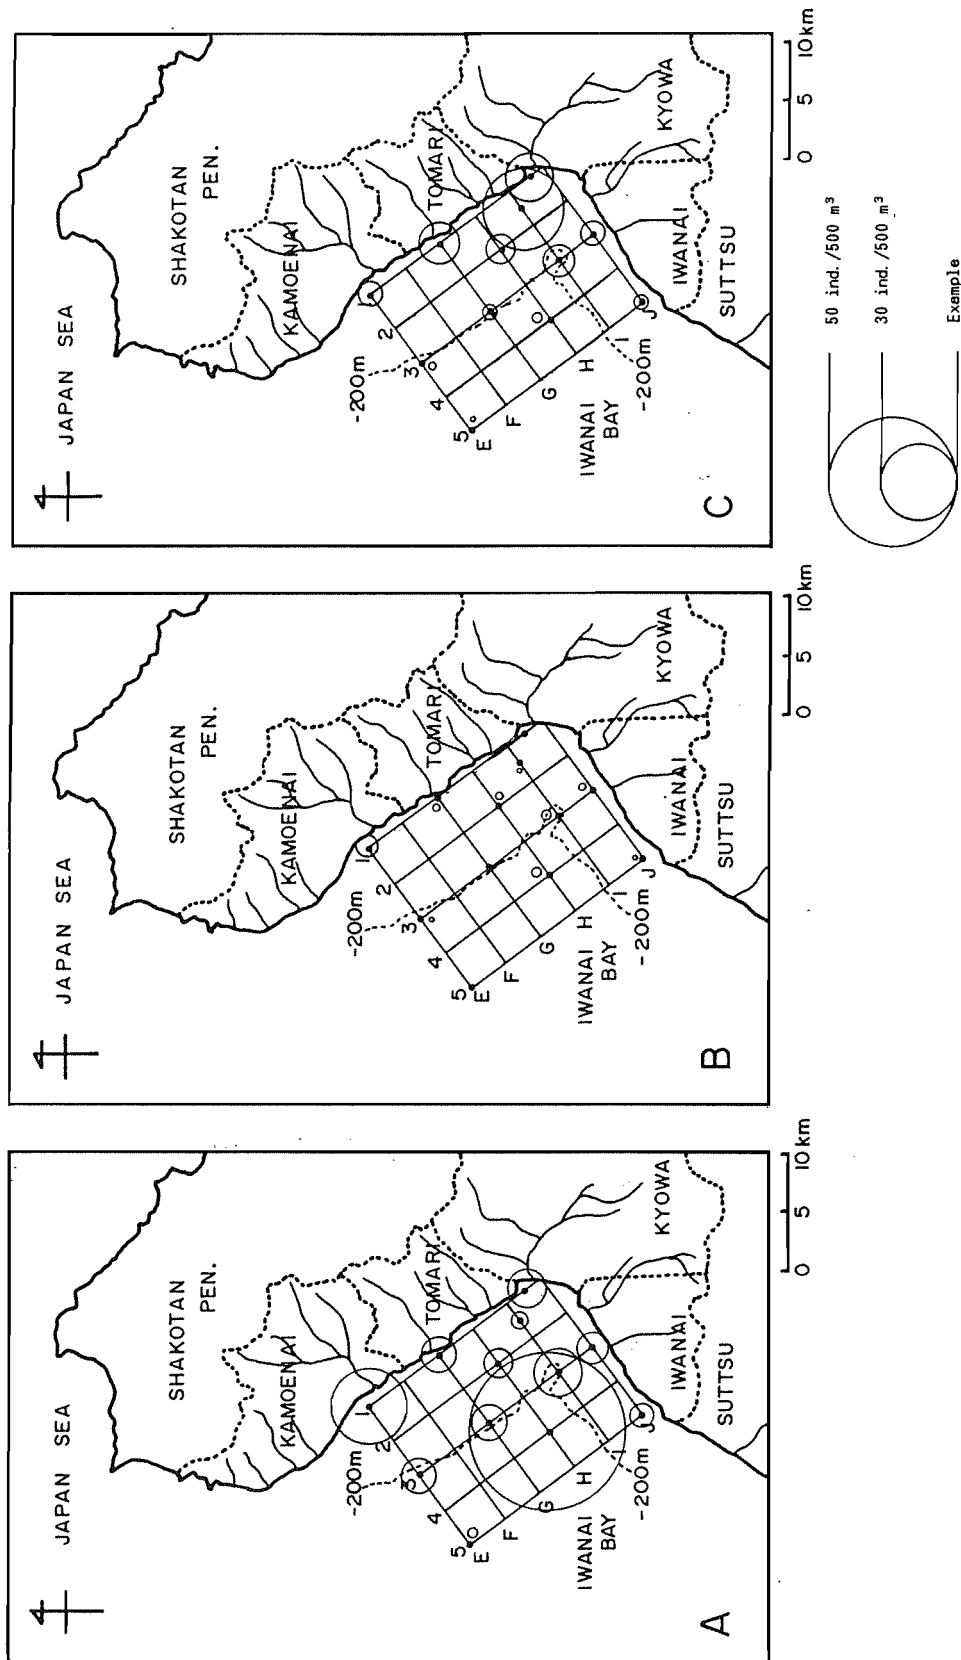 JAPAN SEA
SHAKOTAN
PEN.
KAMOENAI
TOMARI
-200m
1
2
3
4
5
E
F
G
H
I
J
IWANAI
BAY
-200m
KYOWA
IWANAI
SUTTSU
A
0 5 10km
JAPAN SEA
SHAKOTAN
PEN.
KAMOENAI
TOMARI
-200m
1
2
3
4
5
E
F
G
H
I
J
IWANAI
BAY
-200m
KYOWA
IWANAI
SUTTSU
B
0 5 10km
JAPAN SEA
SHAKOTAN
PEN.
KAMOENAI
TOMARI
-200m
1
2
3
4
5
E
F
G
H
I
J
IWANAI
BAY
-200m
KYOWA
IWANAI
SUTTSU
C
0 5 10km
50 ind./500 m³
30 ind./500 m³
Example